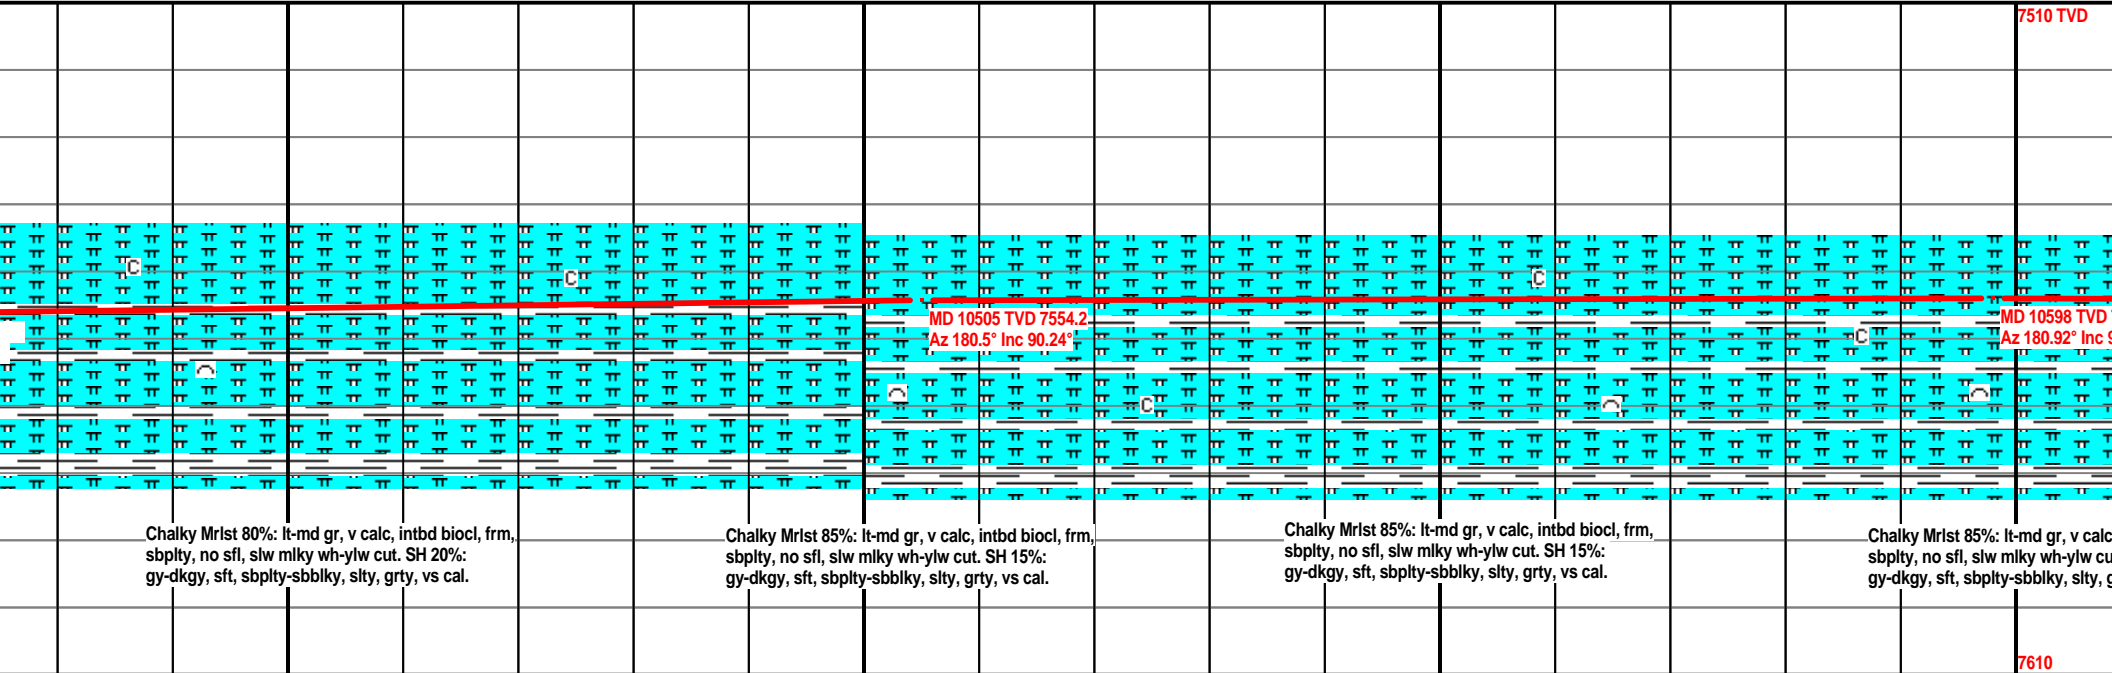 7510 TVD
C
C
C
MD 10505 TVD 7554.2
Az 180.5° Inc 90.24°
MD 10598 TVD
Az 180.92° Inc 9
C
C
Chalky Mrlst 80%: lt-md gr, v calc, intbd biocl, frm,
sbplty, no sfl, slw mlky wh-ylw cut. SH 20%:
gy-dkgy, sft, sbplty-sbblky, slty, grty, vs cal.
Chalky Mrlst 85%: lt-md gr, v calc, intbd biocl, frm,
sbplty, no sfl, slw mlky wh-ylw cut. SH 15%:
gy-dkgy, sft, sbplty-sbblky, slty, grty, vs cal.
Chalky Mrlst 85%: lt-md gr, v calc, intbd biocl, frm,
sbplty, no sfl, slw mlky wh-ylw cut. SH 15%:
gy-dkgy, sft, sbplty-sbblky, slty, grty, vs cal.
Chalky Mrlst 85%: lt-md gr, v calc
sbplty, no sfl, slw mlky wh-ylw cu
gy-dkgy, sft, sbplty-sbblky, slty, g
7610